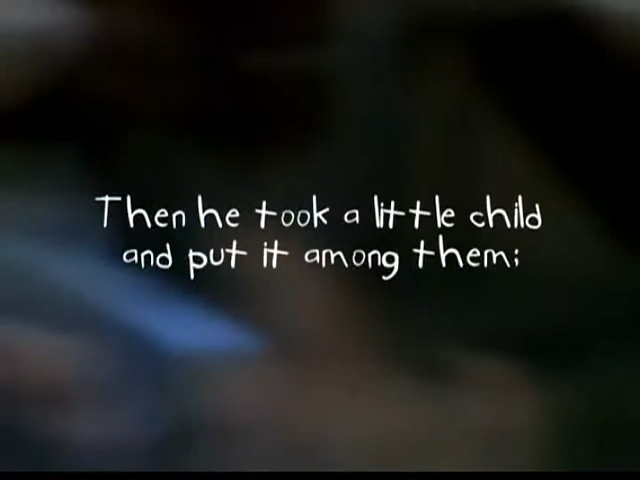 Then he took a little child
and put it among them;